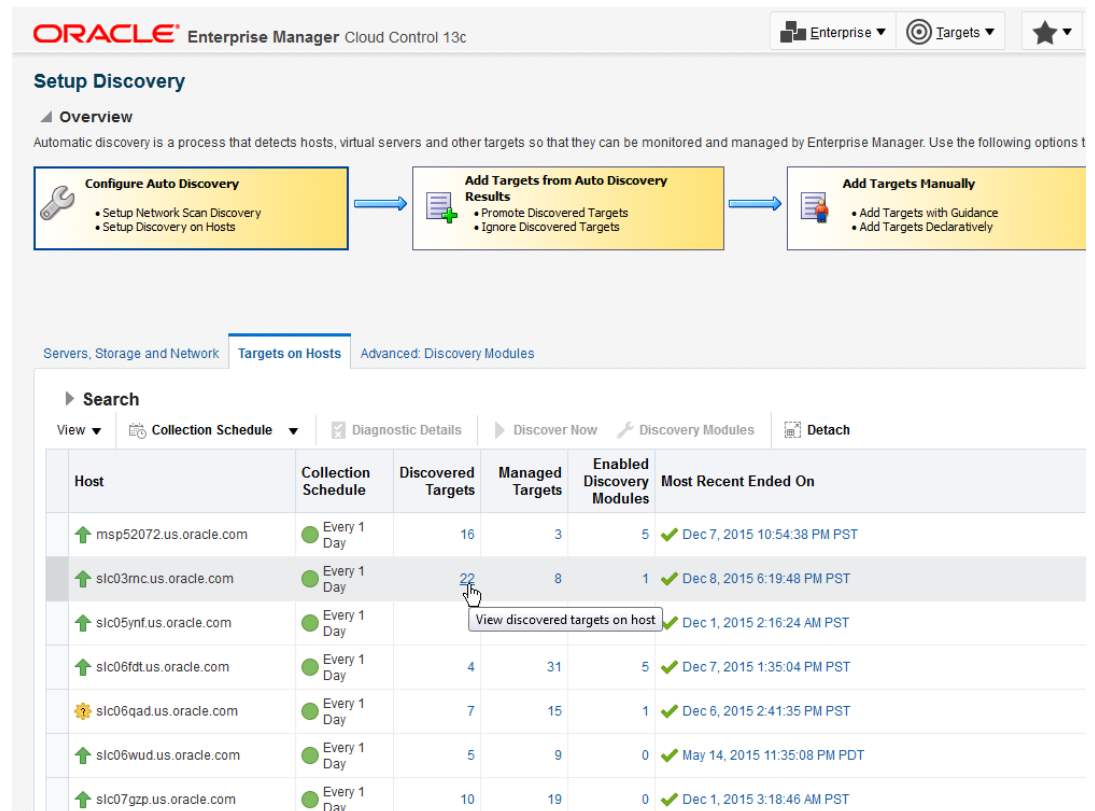 ORACLE Enterprise Manager Cloud Control 13c
Enterprise
Targets
Setup Discovery
Overview
Automatic discovery is a process that detects hosts, virtual servers and other targets so that they can be monitored and managed by Enterprise Manager. Use the following options t
Configure Auto Discovery
• Setup Network Scan Discovery
• Setup Discovery on Hosts
Add Targets from Auto Discovery
Results
• Promote Discovered Targets
• Ignore Discovered Targets
Add Targets Manually
• Add Targets with Guidance
• Add Targets Declaratively
Servers, Storage and Network Targets on Hosts Advanced: Discovery Modules
Search
View Collection Schedule Diagnostic Details Discover Now Discovery Modules Detach
Host Collection Schedule Discovered Targets Managed Targets Enabled Discovery Modules Most Recent Ended On
msp52072.us.oracle.com Every 1 Day 16 3 5 Dec 7, 2015 10:54:38 PM PST
slc03rnc.us.oracle.com Every 1 Day 22 8 1 Dec 8, 2015 6:19:48 PM PST
View discovered targets on host
slc05ynf.us.oracle.com Every 1 Day Dec 1, 2015 2:16:24 AM PST
slc06fdt.us.oracle.com Every 1 Day 4 31 5 Dec 7, 2015 1:35:04 PM PST
slc06qad.us.oracle.com Every 1 Day 7 15 1 Dec 6, 2015 2:41:35 PM PST
slc06wud.us.oracle.com Every 1 Day 5 9 0 May 14, 2015 11:35:08 PM PDT
slc07gzp.us.oracle.com Every 1 Day 10 19 0 Dec 1, 2015 3:18:46 AM PST